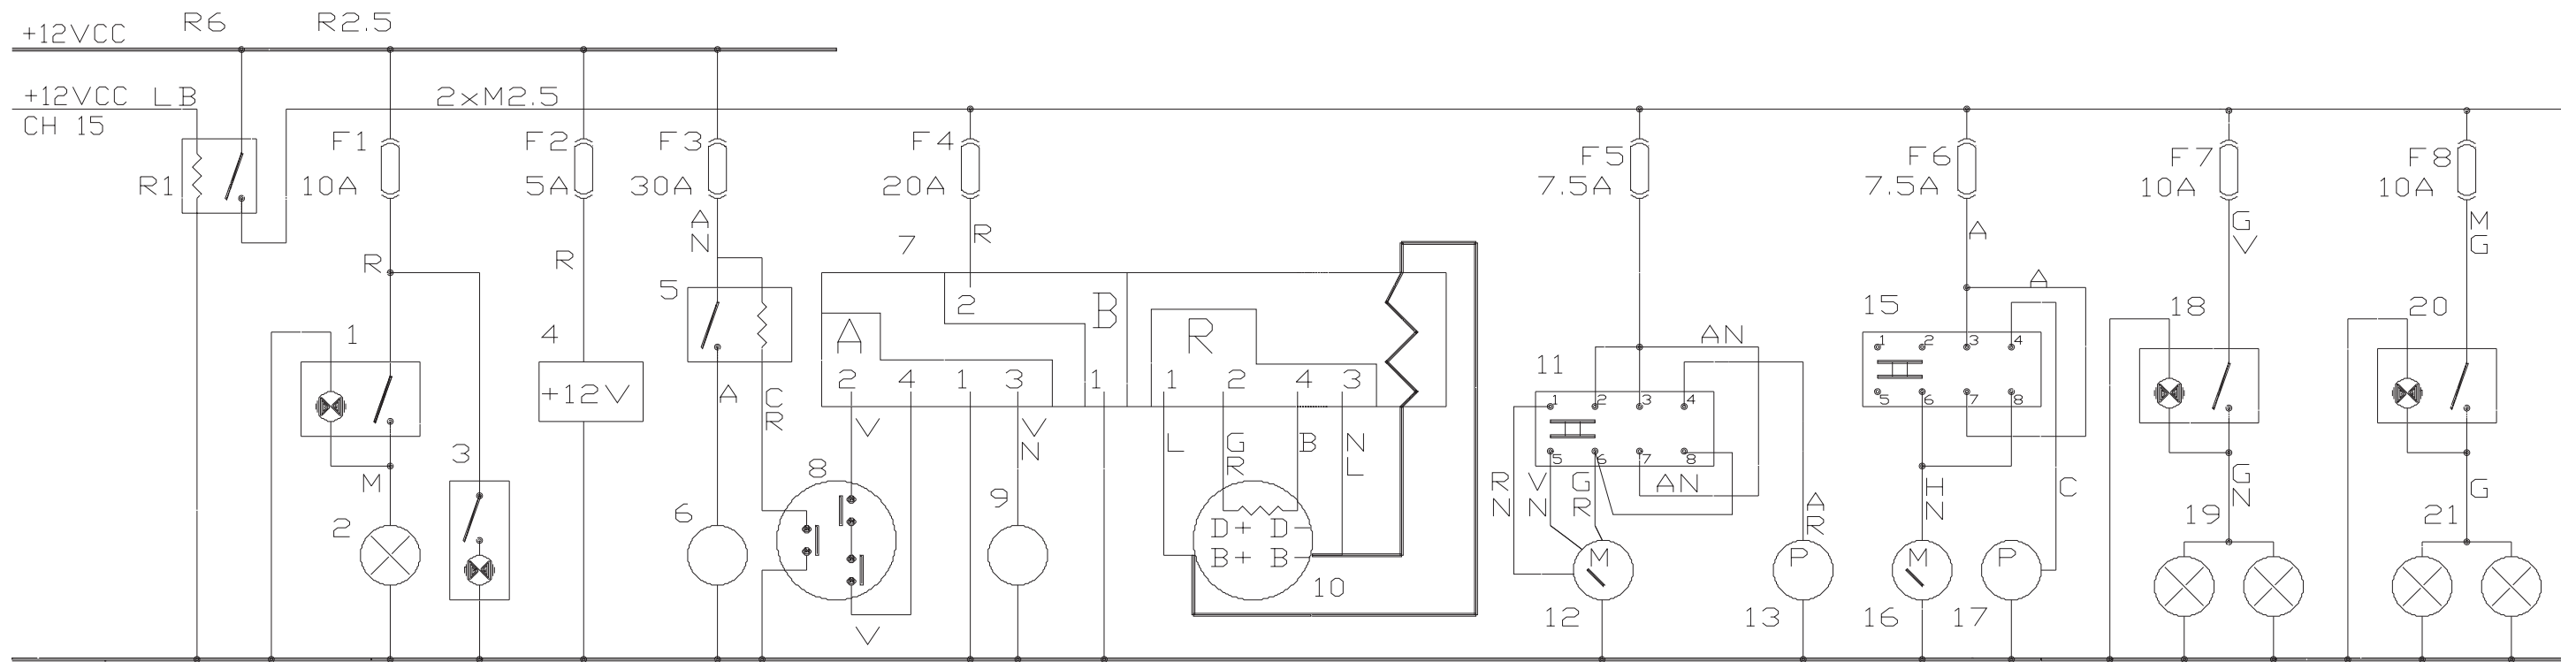 R6 R2.5
+12VCC
+12VCC LB 2xM2.5
CH 15
F1 F2 F3 F4 F5 F6 F7 F8
R1 10A 5A 30A 20A 7.5A 7.5A 10A 10A
A
N
R
G
V
M
G
7
A
R
R
A
5
2
B
15
18
20
1
4
A
R
AN
1 2 3 4
11
2 4 1 3 1 1 2 4 3
+12V
A
C
R
5 6 7 8
1 2 3 4
V
V
N
L
G
R
B
N
L
3
8
5 6 7 8
M
R
N
V
N
G
R
AN
H
N
C
G
N
G
9
A
R
2
6
19
21
D+ D-
B+ B-
M
P
M
P
10
12
13
16
17
V